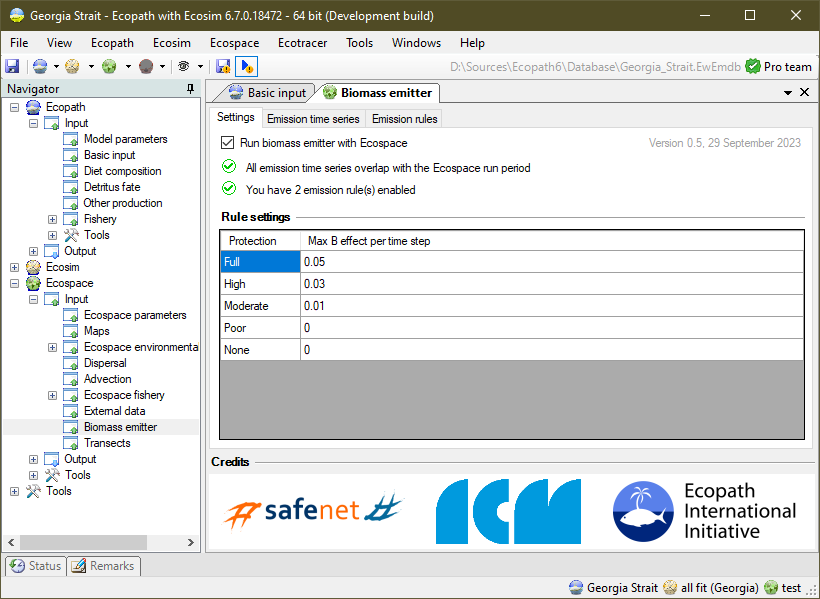 Georgia Strait - Ecopath with Ecosim 6.7.0.18472 - 64 bit (Development build)
File View Ecopath Ecosim Ecospace Ecotracer Tools Windows Help
D:\Sources\Ecopath6\Database\Georgia_Strait.EwEmdb Pro team
Navigator
Ecopath
Input
Model parameters
Basic input
Diet composition
Detritus fate
Other production
Fishery
Tools
Output
Ecosim
Ecospace
Input
Ecospace parameters
Maps
Ecospace environmenta
Dispersal
Advection
Ecospace fishery
External data
Biomass emitter
Transects
Output
Tools
Tools
Basic input Biomass emitter
Settings Emission time series Emission rules
Run biomass emitter with Ecospace Version 0.5, 29 September 2023
All emission time series overlap with the Ecospace run period
You have 2 emission rule(s) enabled
Rule settings
Protection Max B effect per time step
Full 0.05
High 0.03
Moderate 0.01
Poor 0
None 0
Credits
safenet
ICM
Ecopath
International
Initiative
Status Remarks
Georgia Strait all fit (Georgia) test